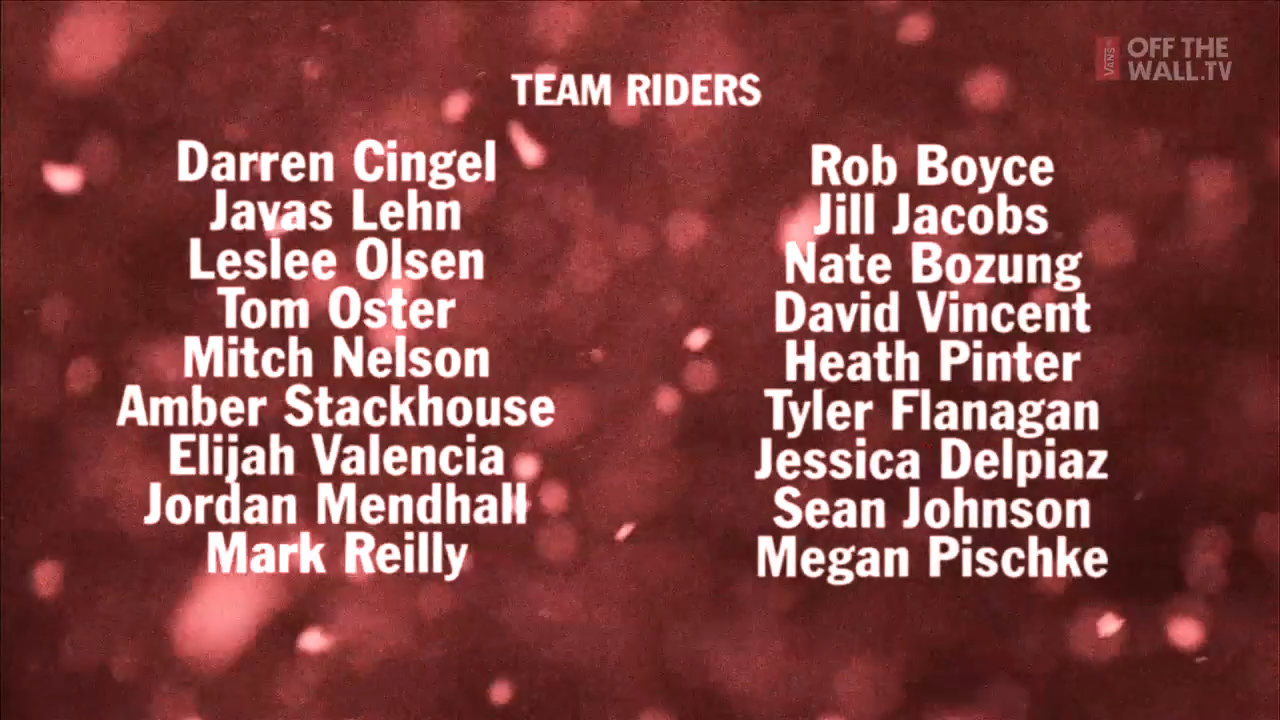 VANS
OFF THE
WALL.TV
TEAM RIDERS
Darren Cingel
Javas Lehn
Leslee Olsen
Tom Oster
Mitch Nelson
Amber Stackhouse
Elijah Valencia
Jordan Mendhall
Mark Reilly
Rob Boyce
Jill Jacobs
Nate Bozung
David Vincent
Heath Pinter
Tyler Flanagan
Jessica Delpiaz
Sean Johnson
Megan Pischke